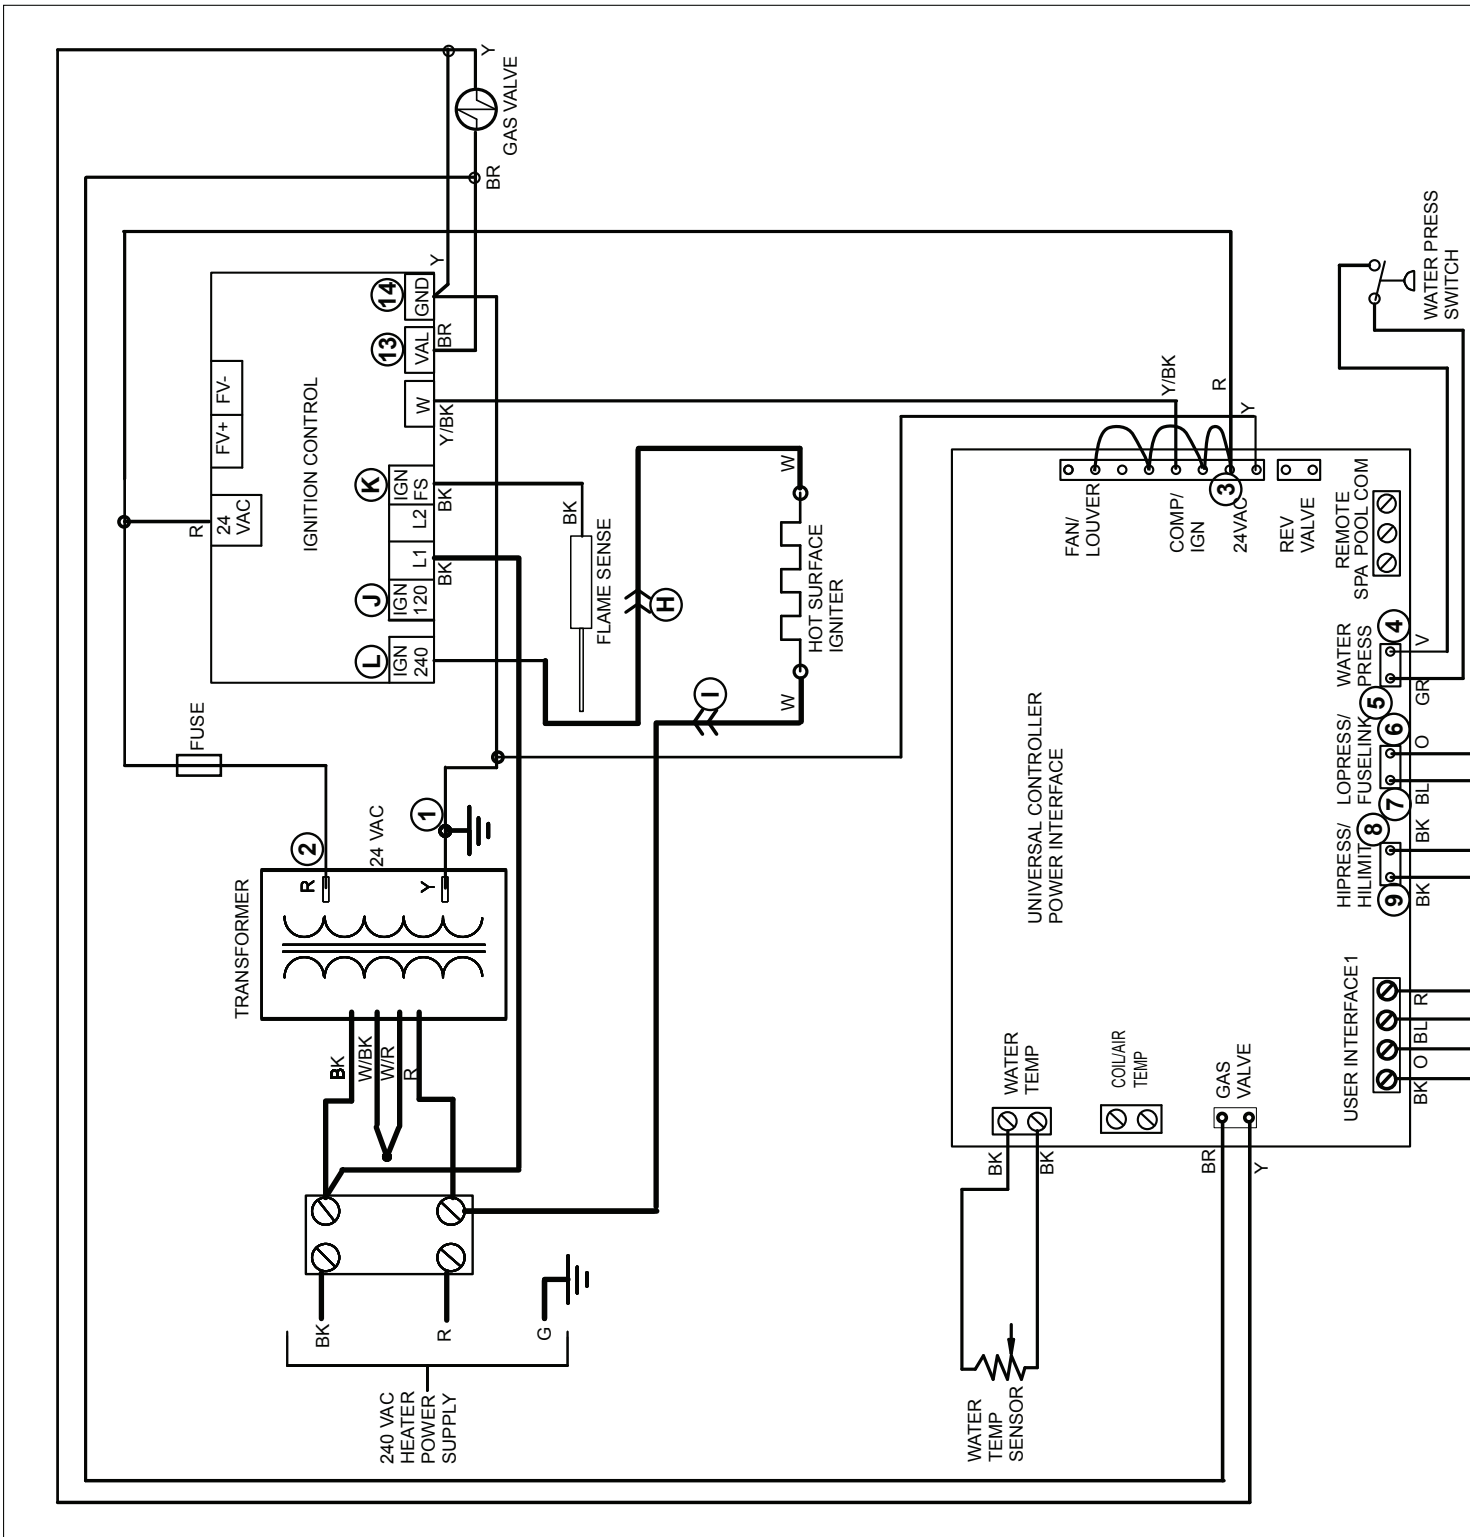 Y
GAS VALVE
BR
Y
14
GND
13
VAL
BR
W
Y/BK
FV+
FV-
IGNITION CONTROL
24
VAC
R
K
IGN
FS
BK
L2
L1
BK
J
IGN
120
L
IGN
240
BK
FLAME SENSE
H
W
HOT SURFACE
IGNITER
W
I
FUSE
TRANSFORMER
2
24 VAC
1
R
Y
BK
W/BK
W/R
R
BK
R
G
240 VAC
HEATER
POWER
SUPPLY
WATER PRESS
SWITCH
Y/BK
R
Y
FAN/
LOUVER
COMP/
IGN
3
24VAC
REV
VALVE
REMOTE
SPA POOL COM
UNIVERSAL CONTROLLER
POWER INTERFACE
WATER
PRESS
4
V
5
GR
LOPRESS/
FUSELINK
6
O
7
BL
HIPRESS/
HILIMIT
8
BK
9
BK
USER INTERFACE1
R
BL
O
BK
WATER
TEMP
COIL/AIR
TEMP
GAS
VALVE
BK
BK
BR
Y
WATER
TEMP
SENSOR